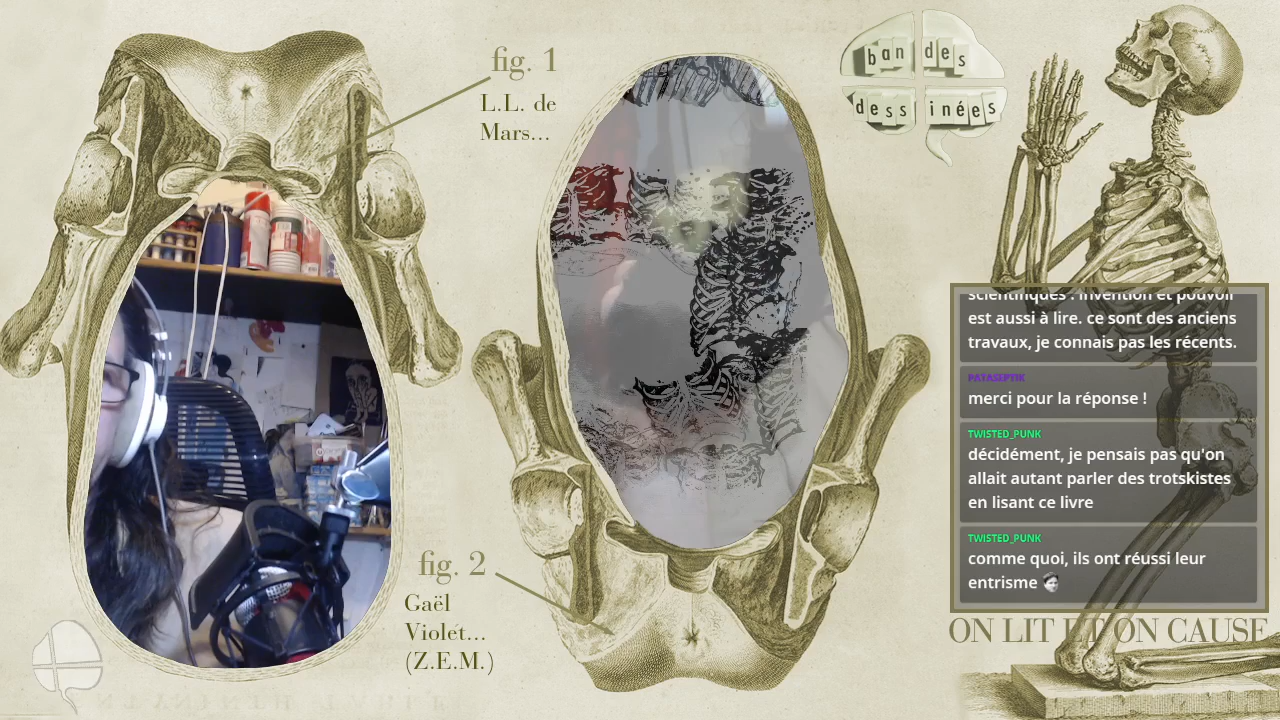 fig. 1
L.L. de
Mars...
ban des
dess inées
fig. 2
Gaël
Violét...
(Z.E.M.)
scientifiques : invention et pouvoir
est aussi à lire. ce sont des anciens
travaux, je connais pas les récents.
PATASEPTIK
merci pour la réponse !
TWISTED_PUNK
décidément, je pensais pas qu'on
allait autant parler des trotskistes
en lisant ce livre
TWISTED_PUNK
comme quoi, ils ont réussi leur
entrisme
ON LIT ET ON CAUSE